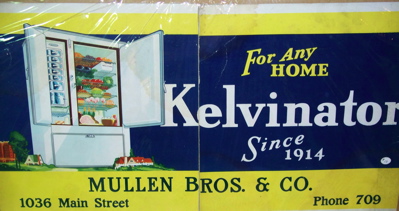 For Any
HOME
Kelvinator
Since
1914
MULLEN BROS. & CO.
1036 Main Street
Phone 709